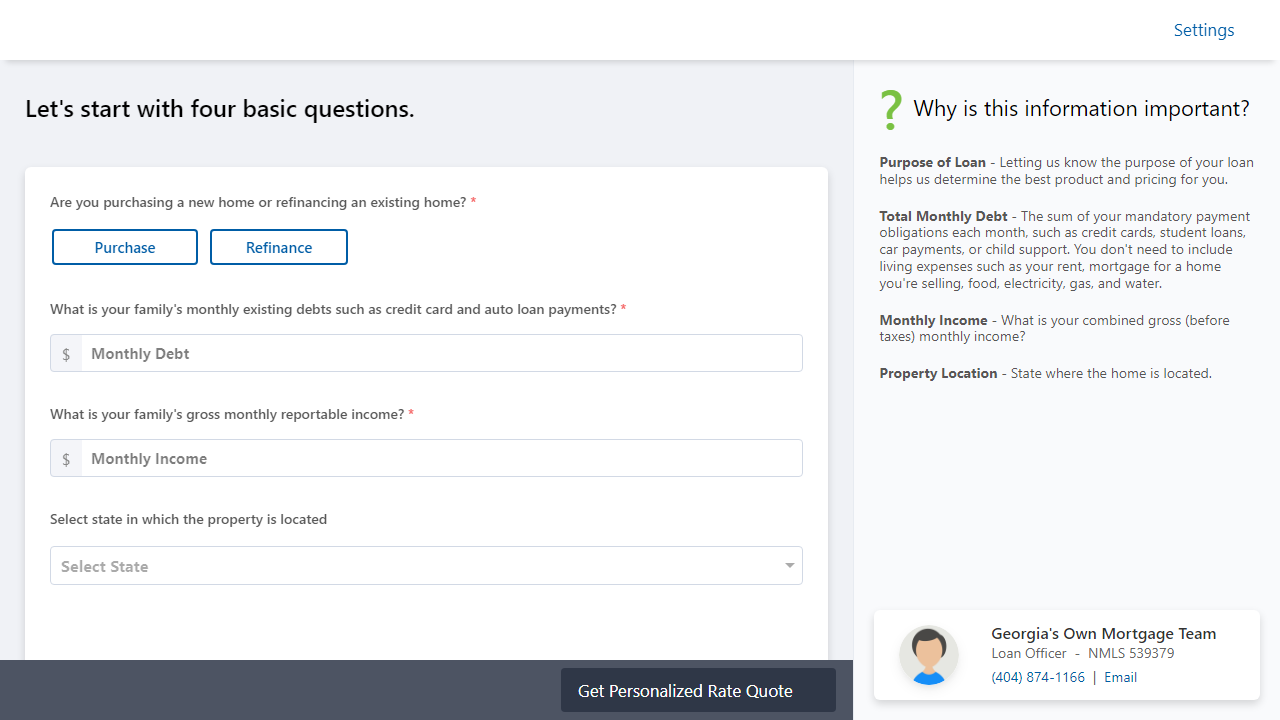 Settings
Let's start with four basic questions.
Are you purchasing a new home or refinancing an existing home? *
Purchase
Refinance
What is your family's monthly existing debts such as credit card and auto loan payments? *
$ Monthly Debt
What is your family's gross monthly reportable income? *
$ Monthly Income
Select state in which the property is located
Select State
Get Personalized Rate Quote
? Why is this information important?
Purpose of Loan - Letting us know the purpose of your loan
helps us determine the best product and pricing for you.
Total Monthly Debt - The sum of your mandatory payment
obligations each month, such as credit cards, student loans,
car payments, or child support. You don't need to include
living expenses such as your rent, mortgage for a home
you're selling, food, electricity, gas, and water.
Monthly Income - What is your combined gross (before
taxes) monthly income?
Property Location - State where the home is located.
Georgia's Own Mortgage Team
Loan Officer - NMLS 539379
(404) 874-1166 | Email